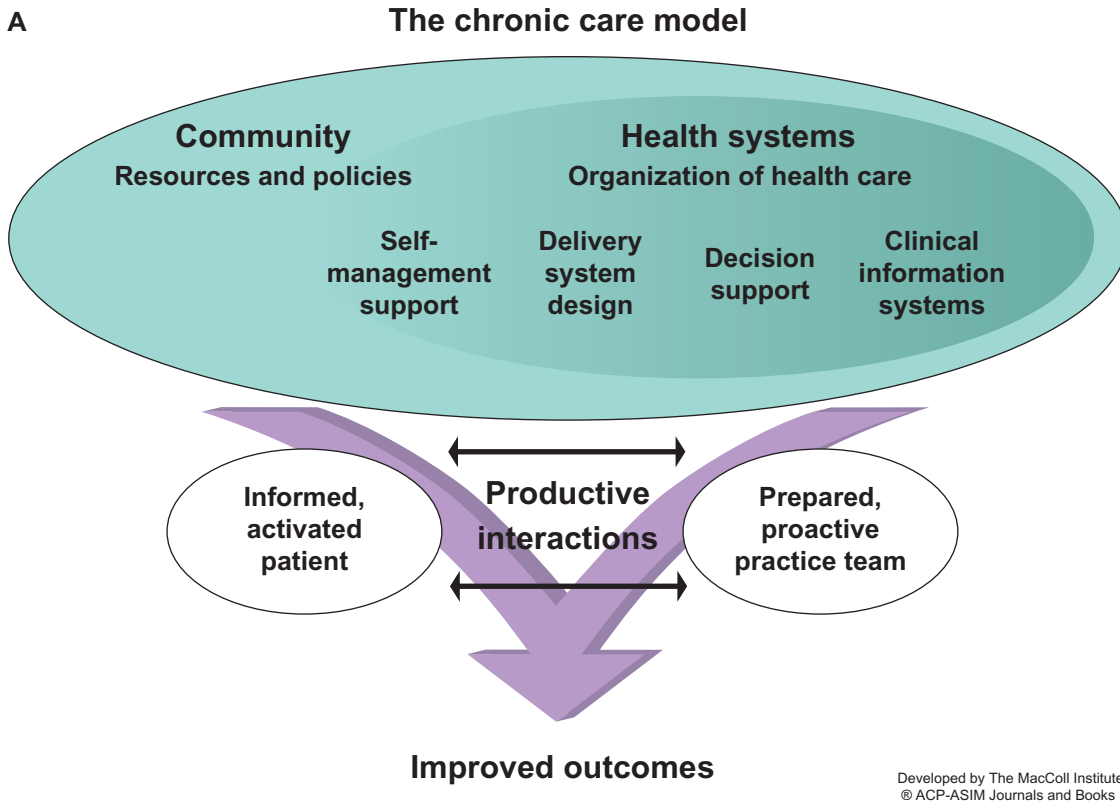 A
The chronic care model
Community
Resources and policies
Health systems
Organization of health care
Self-
management
support
Delivery
system
design
Decision
support
Clinical
information
systems
Informed,
activated
patient
Productive
interactions
Prepared,
proactive
practice team
Improved outcomes
Developed by The MacColl Institute
® ACP-ASIM Journals and Books